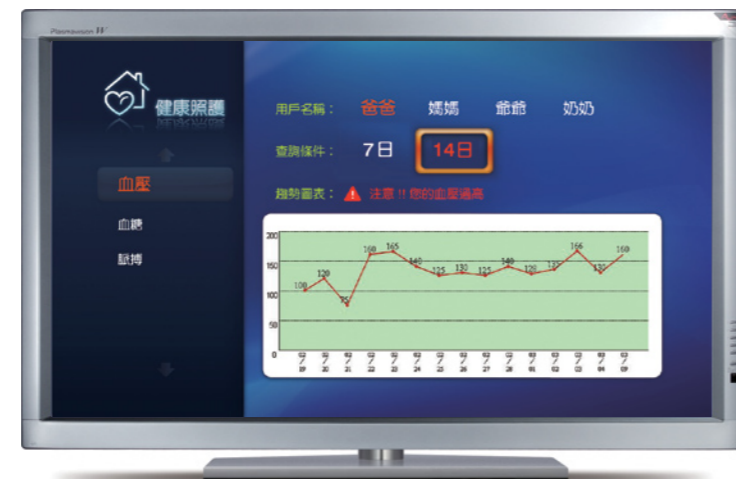 Plasmavision W
健康照護
血壓
血糖
脈搏
用戶名稱： 爸爸 媽媽 爺爺 奶奶
查詢條件： 7日 14日
趨勢圖表： 注意 !! 您的血壓過高
200
150
100
50
0
100 120 75 160 165 140 125 130 125 140 129 166 130 160